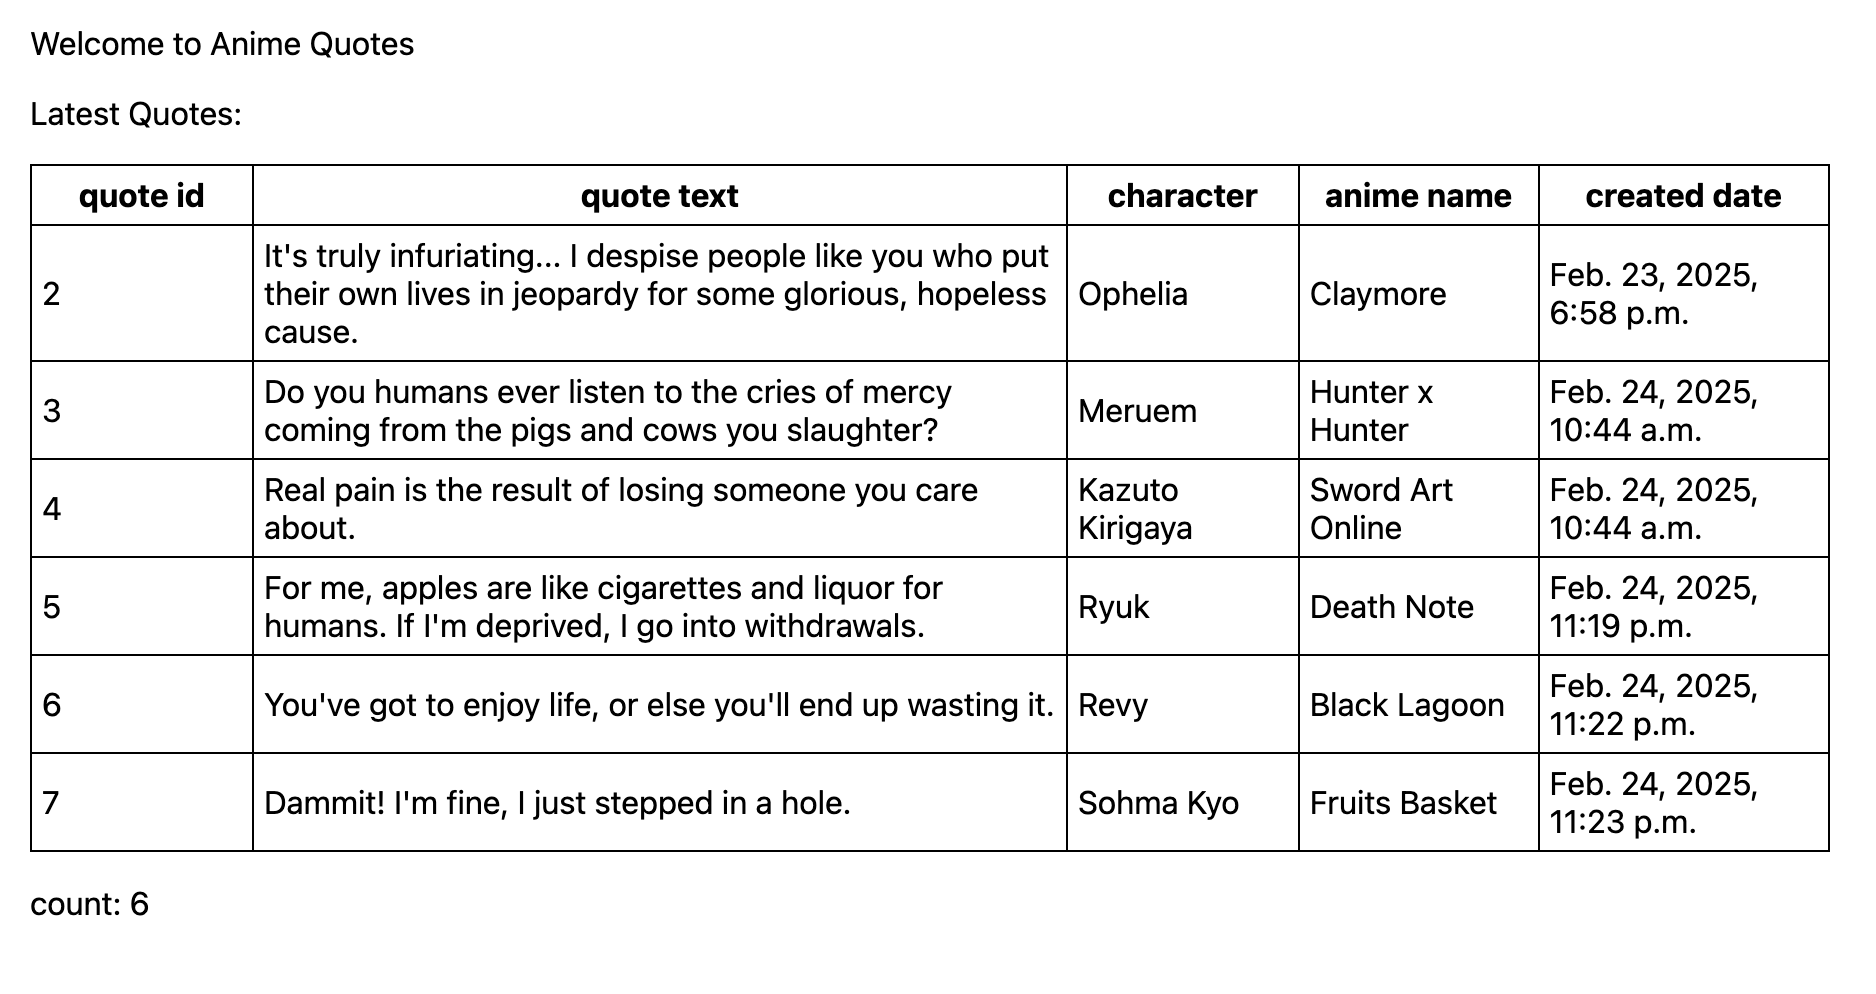 Welcome to Anime Quotes
Latest Quotes:
quote id quote text character anime name created date
2 It's truly infuriating... I despise people like you who put their own lives in jeopardy for some glorious, hopeless cause. Ophelia Claymore Feb. 23, 2025, 6:58 p.m.
3 Do you humans ever listen to the cries of mercy coming from the pigs and cows you slaughter? Meruem Hunter x Hunter Feb. 24, 2025, 10:44 a.m.
4 Real pain is the result of losing someone you care about. Kazuto Kirigaya Sword Art Online Feb. 24, 2025, 10:44 a.m.
5 For me, apples are like cigarettes and liquor for humans. If I'm deprived, I go into withdrawals. Ryuk Death Note Feb. 24, 2025, 11:19 p.m.
6 You've got to enjoy life, or else you'll end up wasting it. Revy Black Lagoon Feb. 24, 2025, 11:22 p.m.
7 Dammit! I'm fine, I just stepped in a hole. Sohma Kyo Fruits Basket Feb. 24, 2025, 11:23 p.m.
count: 6